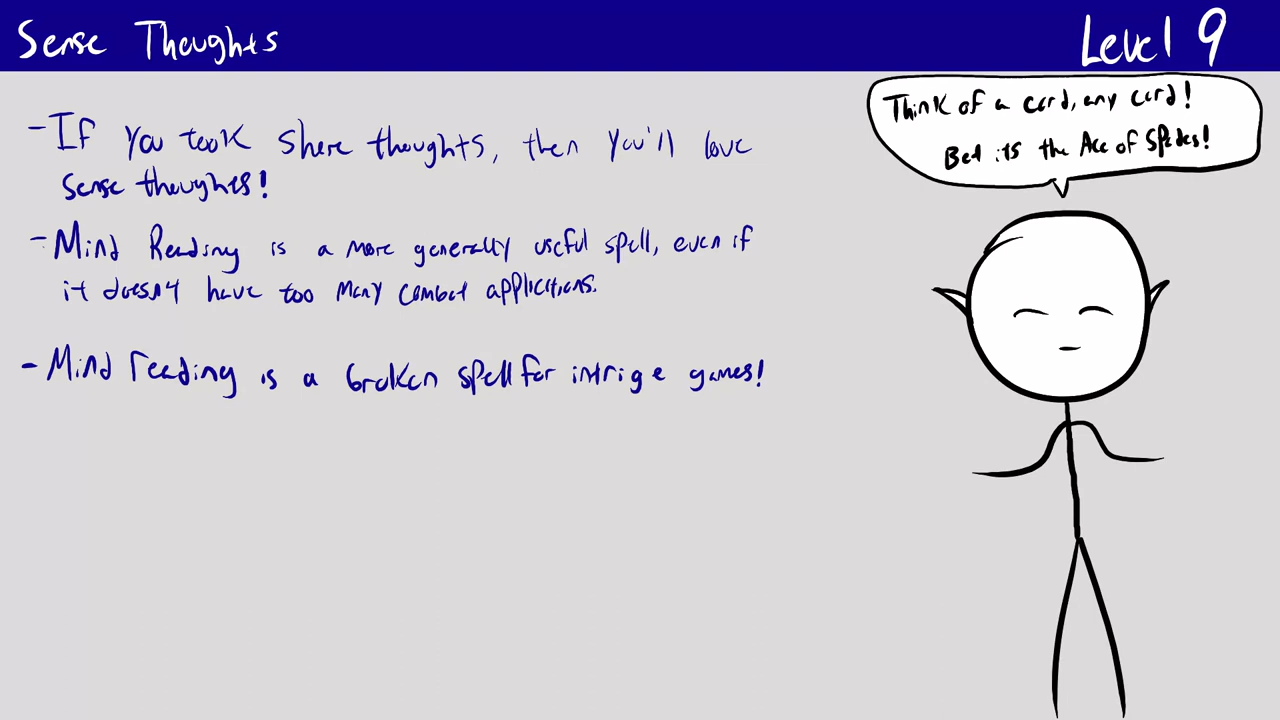 Sense Thoughts
Level 9
Think of a card, any card!
Bet its the Ace of Spades!
- If you took share thoughts, then you'll love
sense thoughts!
- Mind Reading is a more generally useful spell, even if
it doesn't have too many combat applications.
- Mind reading is a broken spell for intrige games!